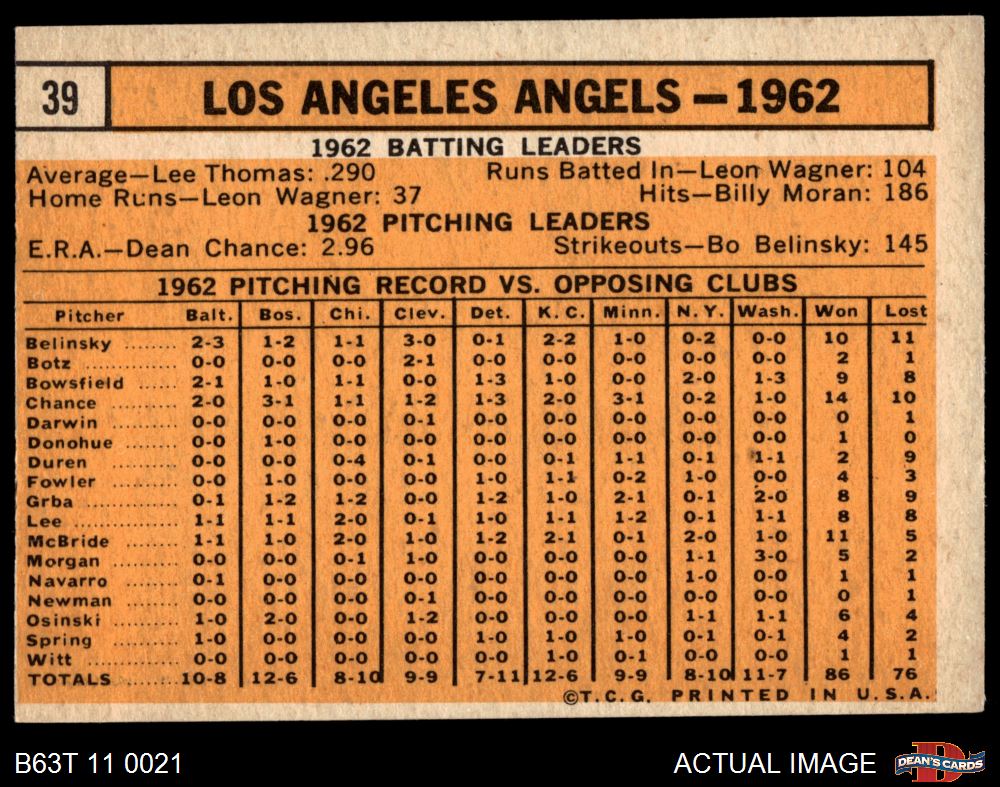 39 LOS ANGELES ANGELS — 1962
1962 BATTING LEADERS
Average—Lee Thomas: .290 Runs Batted In—Leon Wagner: 104
Home Runs—Leon Wagner: 37 Hits—Billy Moran: 186
1962 PITCHING LEADERS
E.R.A.—Dean Chance: 2.96 Strikeouts—Bo Belinsky: 145
1962 PITCHING RECORD VS. OPPOSING CLUBS
Pitcher Balt. Bos. Chi. Clev. Det. K.C. Minn. N.Y. Wash. Won Lost
Belinsky ........ 2-3 1-2 1-1 3-0 0-1 2-2 1-0 0-2 0-0 10 11
Botz ............ 0-0 0-0 0-0 2-1 0-0 0-0 0-0 0-0 0-0 2 1
Bowsfield ...... 2-1 1-0 1-1 0-0 1-3 1-0 0-0 2-0 1-3 9 8
Chance .......... 2-0 3-1 1-1 1-2 1-3 2-0 3-1 0-2 1-0 14 10
Darwin .......... 0-0 0-0 0-0 0-1 0-0 0-0 0-0 0-0 0-0 0 1
Donohue ........ 0-0 1-0 0-0 0-0 0-0 0-0 0-0 0-0 0-0 1 0
Duren ............ 0-0 0-0 0-4 0-1 0-0 0-1 1-1 0-1 1-1 2 9
Fowler .......... 0-0 1-0 0-0 0-0 1-0 1-1 0-2 1-0 0-0 4 3
Grba .............. 0-1 1-2 1-2 0-0 1-2 1-0 2-1 0-1 2-0 8 9
Lee ................ 1-1 1-1 2-0 0-1 1-0 1-1 1-2 0-1 1-1 8 8
McBride ........ 1-1 1-0 2-0 1-0 1-2 2-1 0-1 2-0 1-0 11 5
Morgan .......... 0-0 0-0 0-1 1-0 0-0 0-0 0-0 1-1 3-0 5 2
Navarro ........ 0-1 0-0 0-0 0-0 0-0 0-0 0-0 1-0 0-0 1 1
Newman ........ 0-0 0-0 0-0 0-1 0-0 0-0 0-0 0-0 0-0 0 1
Osinski .......... 1-0 2-0 0-0 1-2 0-0 0-0 0-0 1-1 1-1 6 4
Spring .......... 1-0 0-0 0-0 0-0 1-0 1-0 1-0 0-1 0-1 4 2
Witt .............. 0-0 0-0 0-0 0-0 0-0 1-0 0-1 0-0 0-0 1 1
TOTALS ........ 10-8 12-6 8-10 9-9 7-11 12-6 9-9 8-10 11-7 86 76
©T.C.G. PRINTED IN U.S.A.
B63T 11 0021 ACTUAL IMAGE DEAN'S CARDS